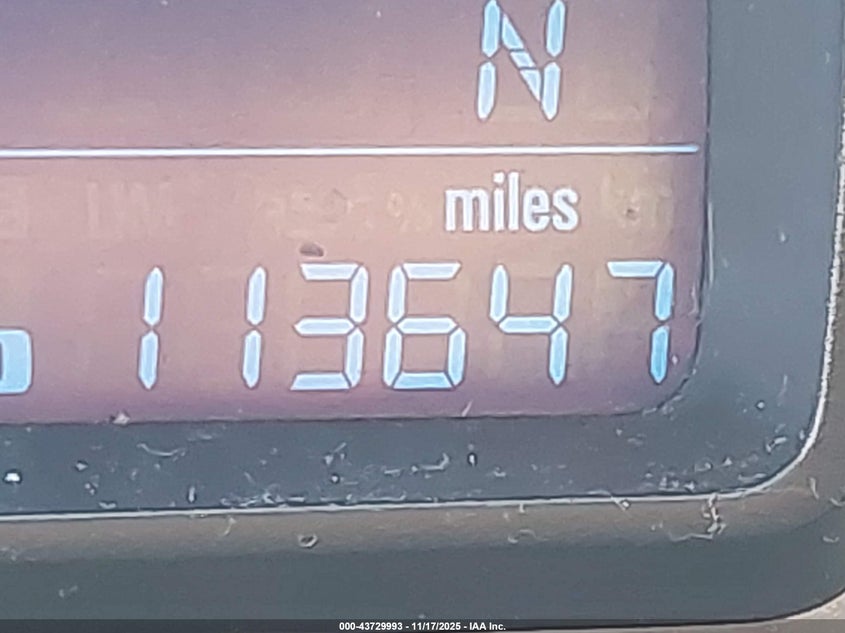 N
miles
113647
000-43729993 - 11/17/2025 - IAA Inc.